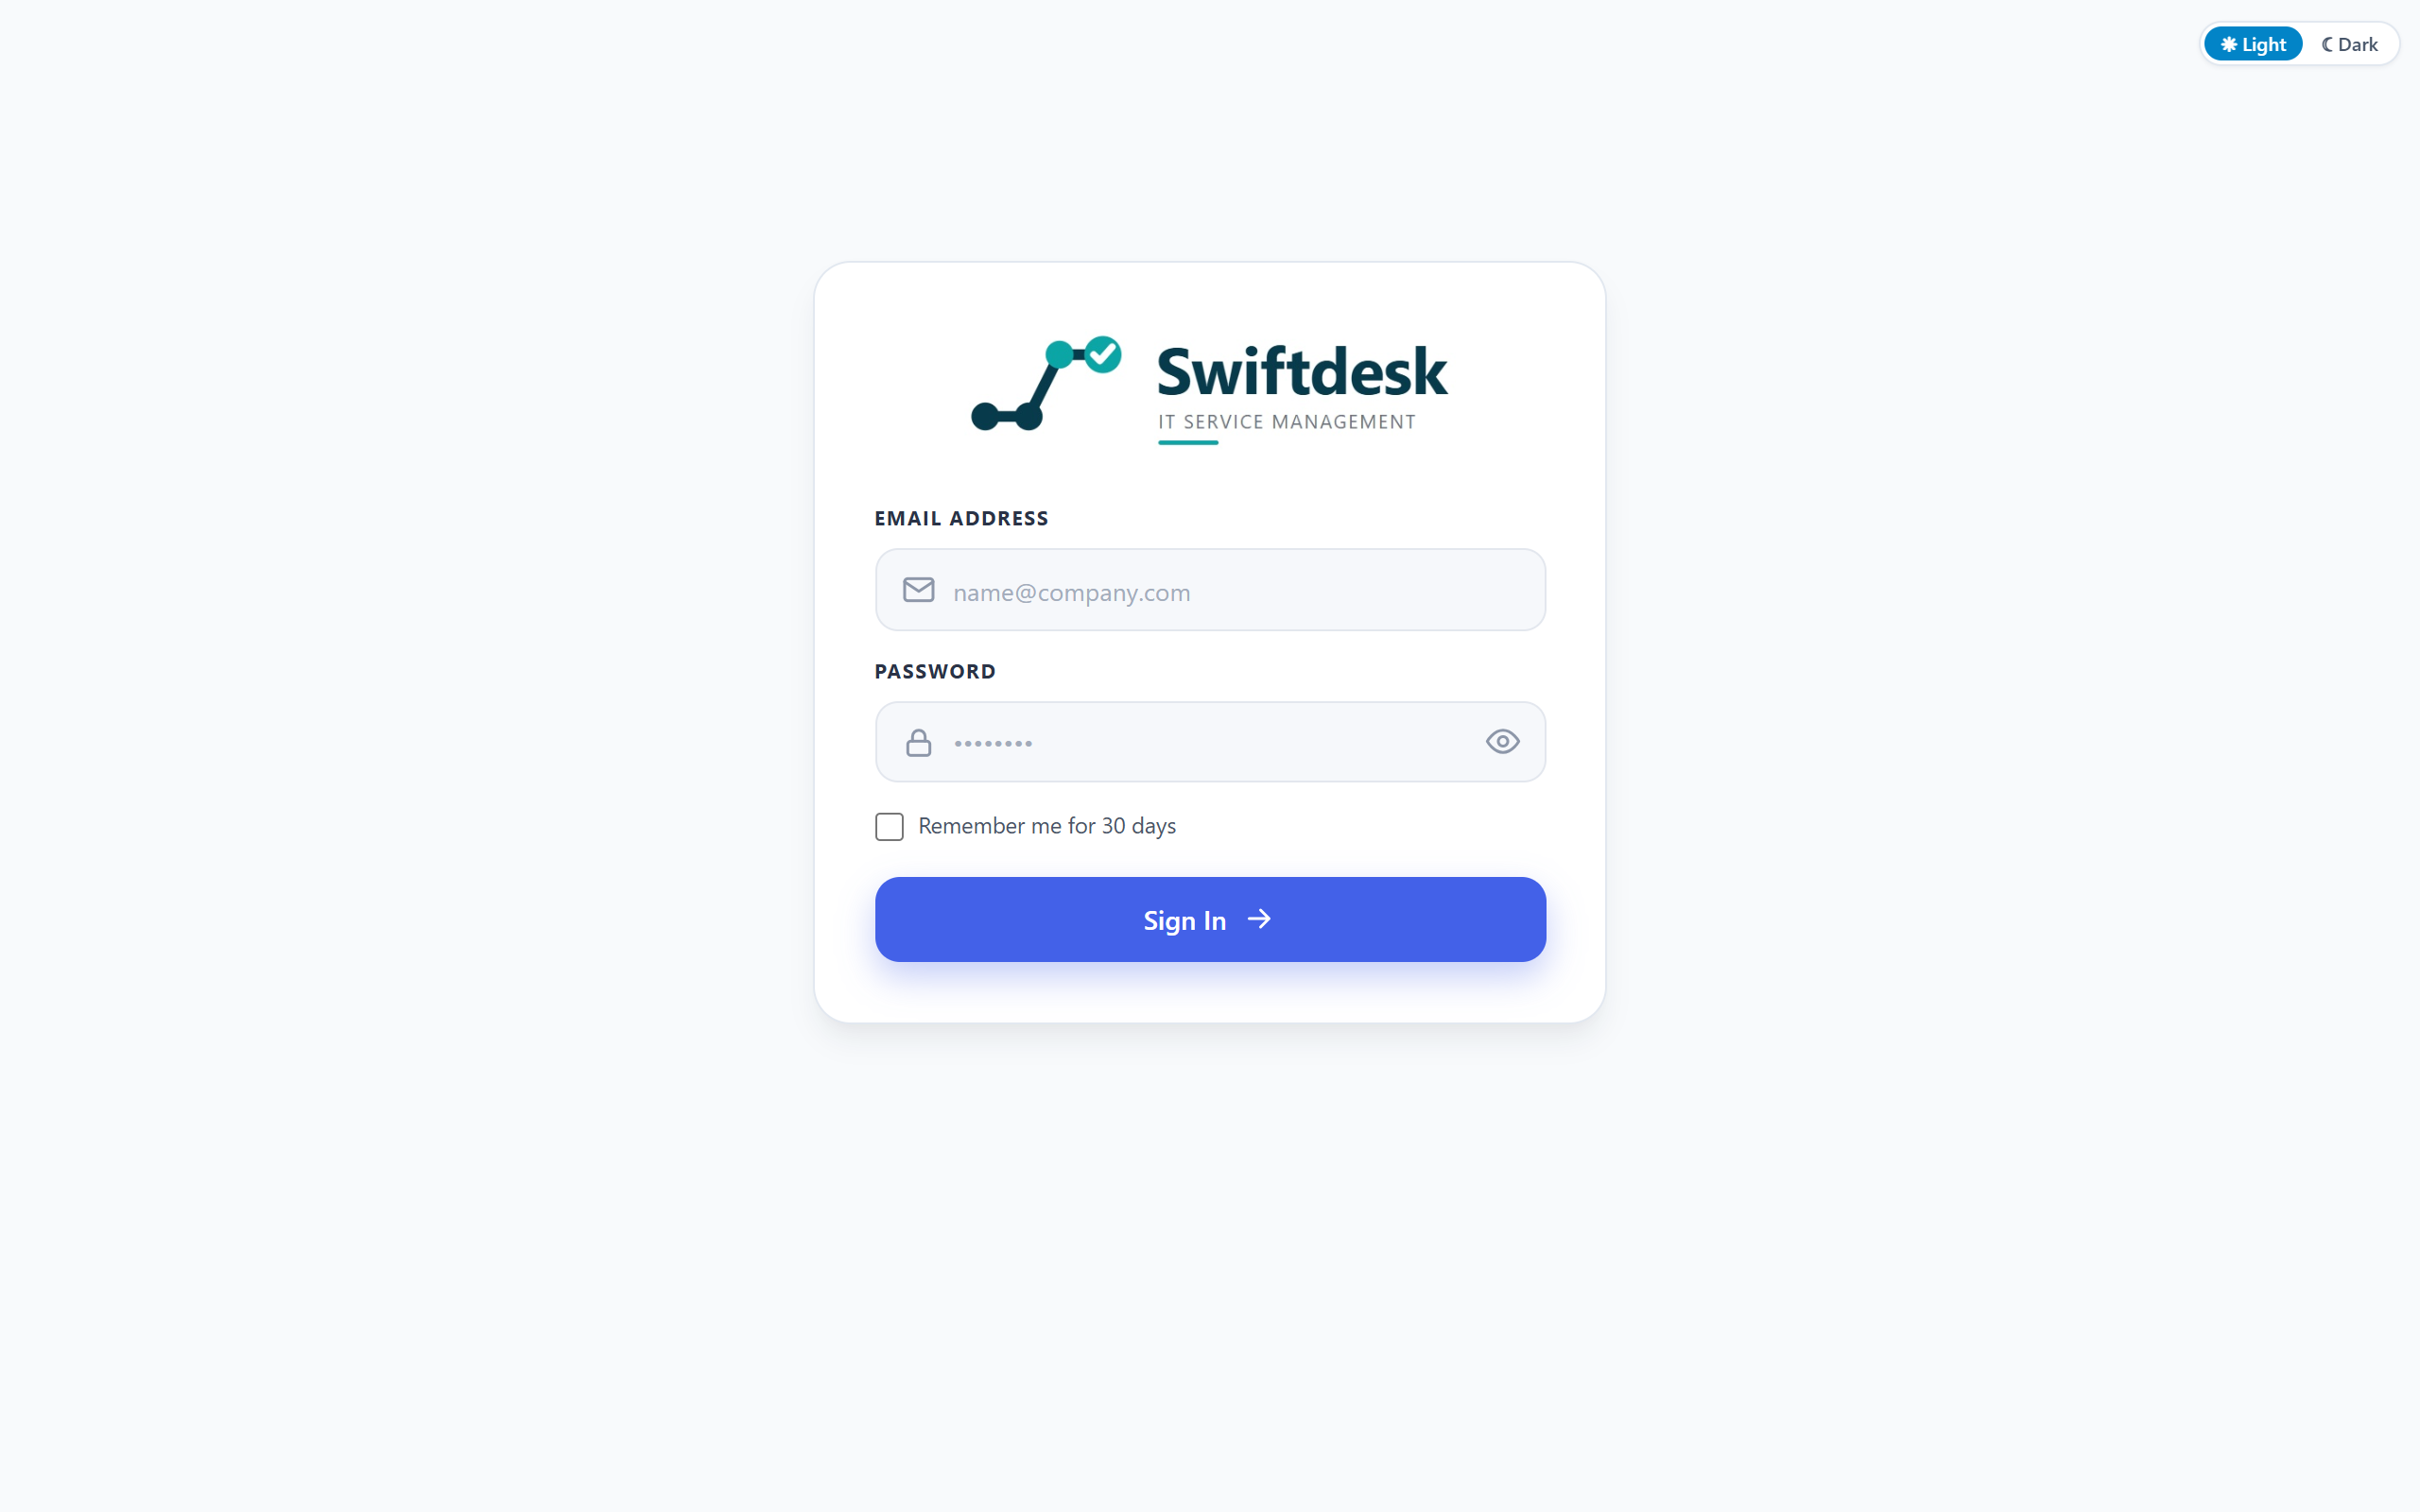 Light
Dark
Swiftdesk
IT SERVICE MANAGEMENT
EMAIL ADDRESS
name@company.com
PASSWORD
••••••••
Remember me for 30 days
Sign In →